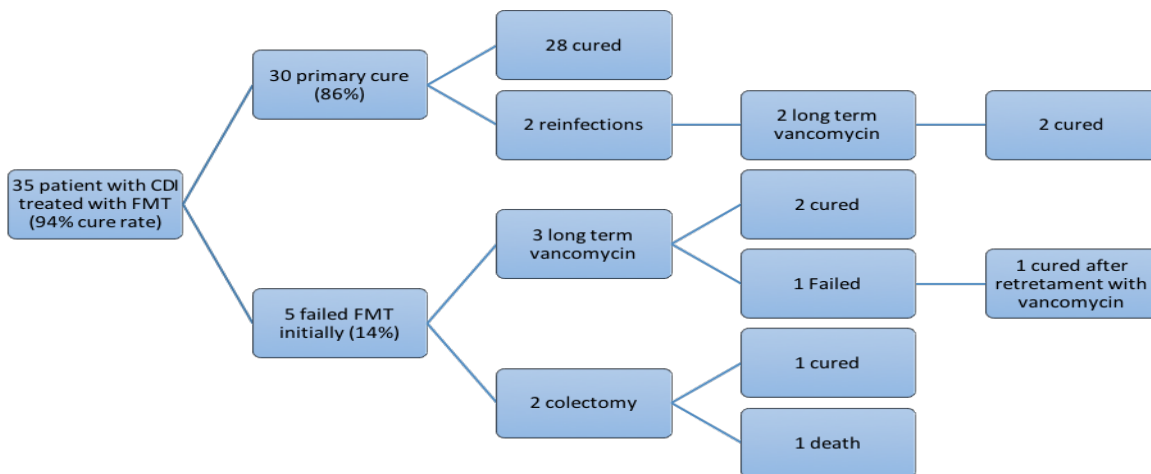 28 cured
30 primary cure
(86%)
2 reinfections
2 long term
vancomycin
2 cured
35 patient with CDI
treated with FMT
(94% cure rate)
2 cured
3 long term
vancomycin
1 Failed
1 cured after
retretament with
vancomycin
5 failed FMT
initially (14%)
1 cured
2 colectomy
1 death